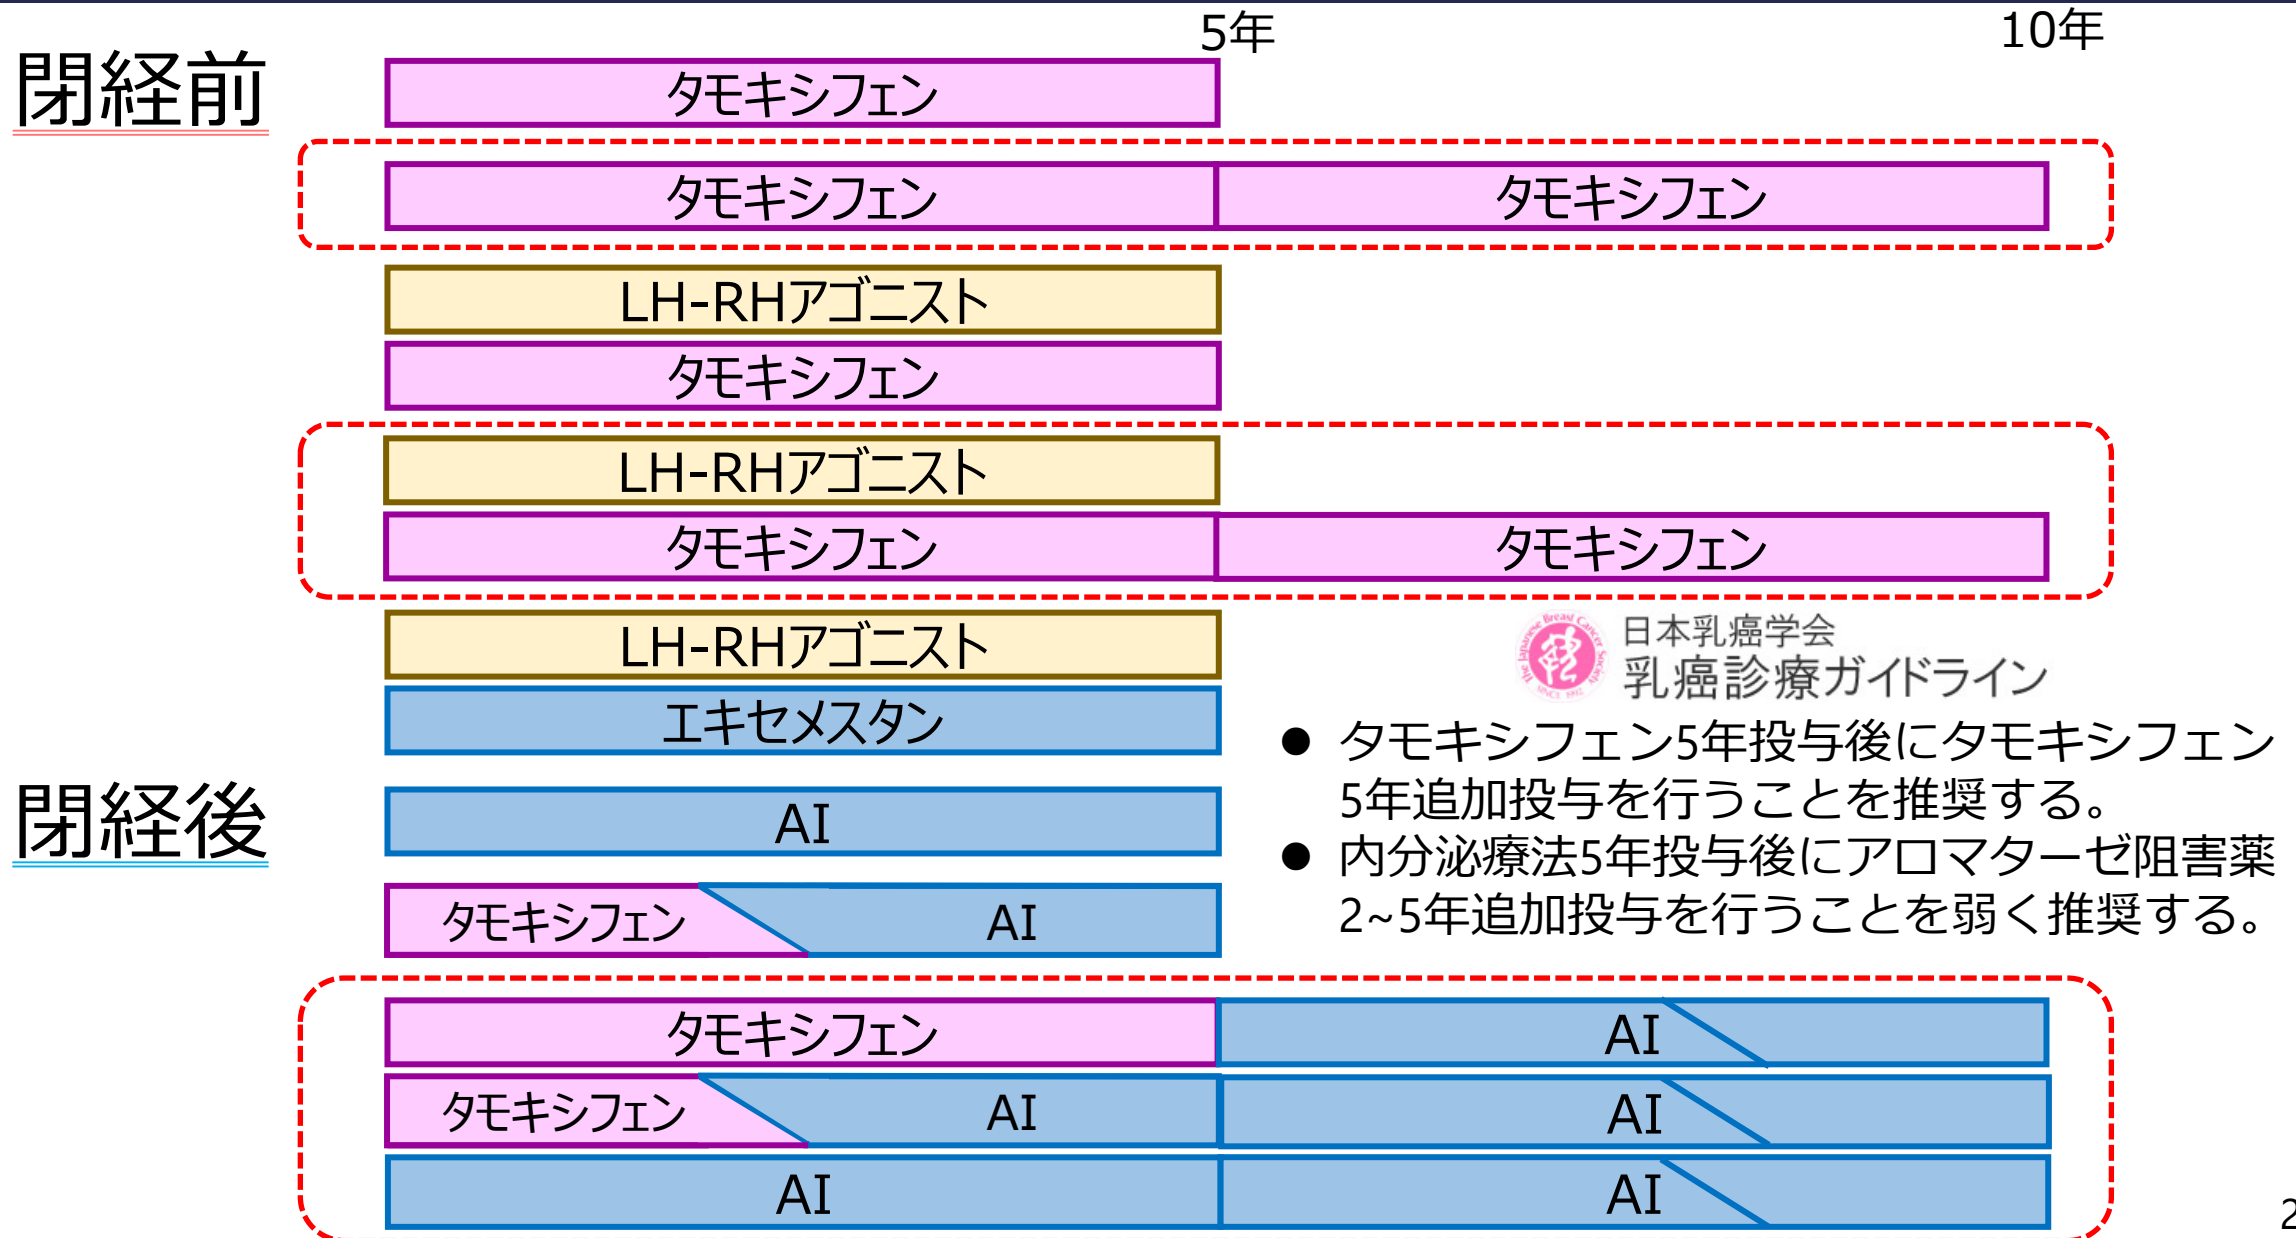 5年 10年
閉経前
タモキシフェン
タモキシフェン タモキシフェン
LH-RHアゴニスト
タモキシフェン
LH-RHアゴニスト
タモキシフェン タモキシフェン
LH-RHアゴニスト
エキセメスタン
The Japanese Breast Cancer Society
SINCE 1992
日本乳癌学会
乳癌診療ガイドライン
● タモキシフェン5年投与後にタモキシフェン
5年追加投与を行うことを推奨する。
● 内分泌療法5年投与後にアロマターゼ阻害薬
2~5年追加投与を行うことを弱く推奨する。
閉経後
AI
タモキシフェン AI
タモキシフェン AI
タモキシフェン AI AI
AI AI
2